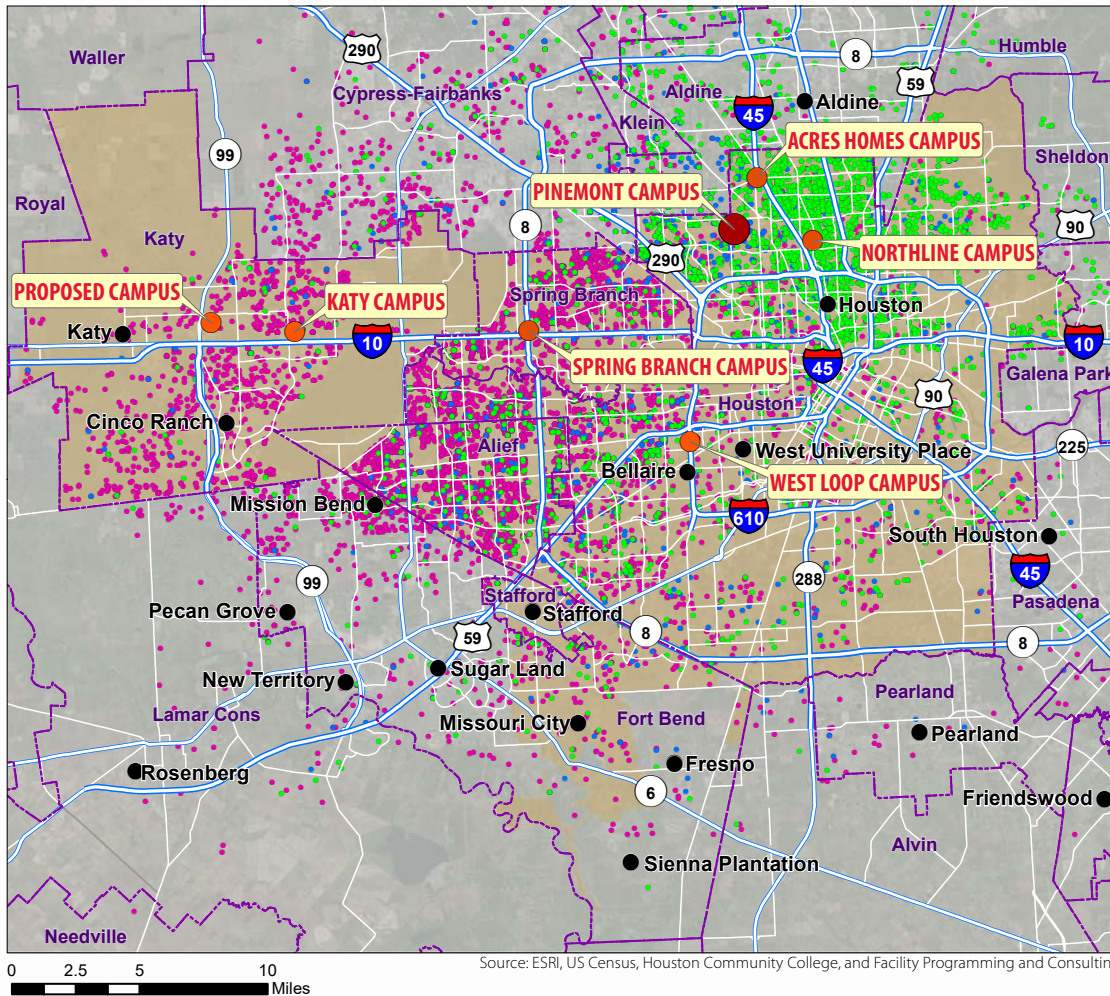 Waller
290
Cypress-Fairbanks
8
Humble
59
Aldine
45
Aldine
Klein
99
ACRES HOMES CAMPUS
Sheldon
PINEMONT CAMPUS
Royal
Katy
8
290
90
NORTHLINE CAMPUS
PROPOSED CAMPUS
KATY CAMPUS
Spring Branch
Houston
Katy
10
10
SPRING BRANCH CAMPUS
45
Galena Park
90
Houston
Cinco Ranch
Alief
West University Place
225
Bellaire
WEST LOOP CAMPUS
Mission Bend
610
South Houston
99
288
45
Stafford
Pasadena
Pecan Grove
Stafford
59
8
8
Sugar Land
New Territory
Pearland
Lamar Cons
Missouri City
Fort Bend
Pearland
Rosenberg
Fresno
6
Friendswood
Alvin
Sienna Plantation
Needville
Source: ESRI, US Census, Houston Community College, and Facility Programming and Consultin
0 2.5 5 10
Miles